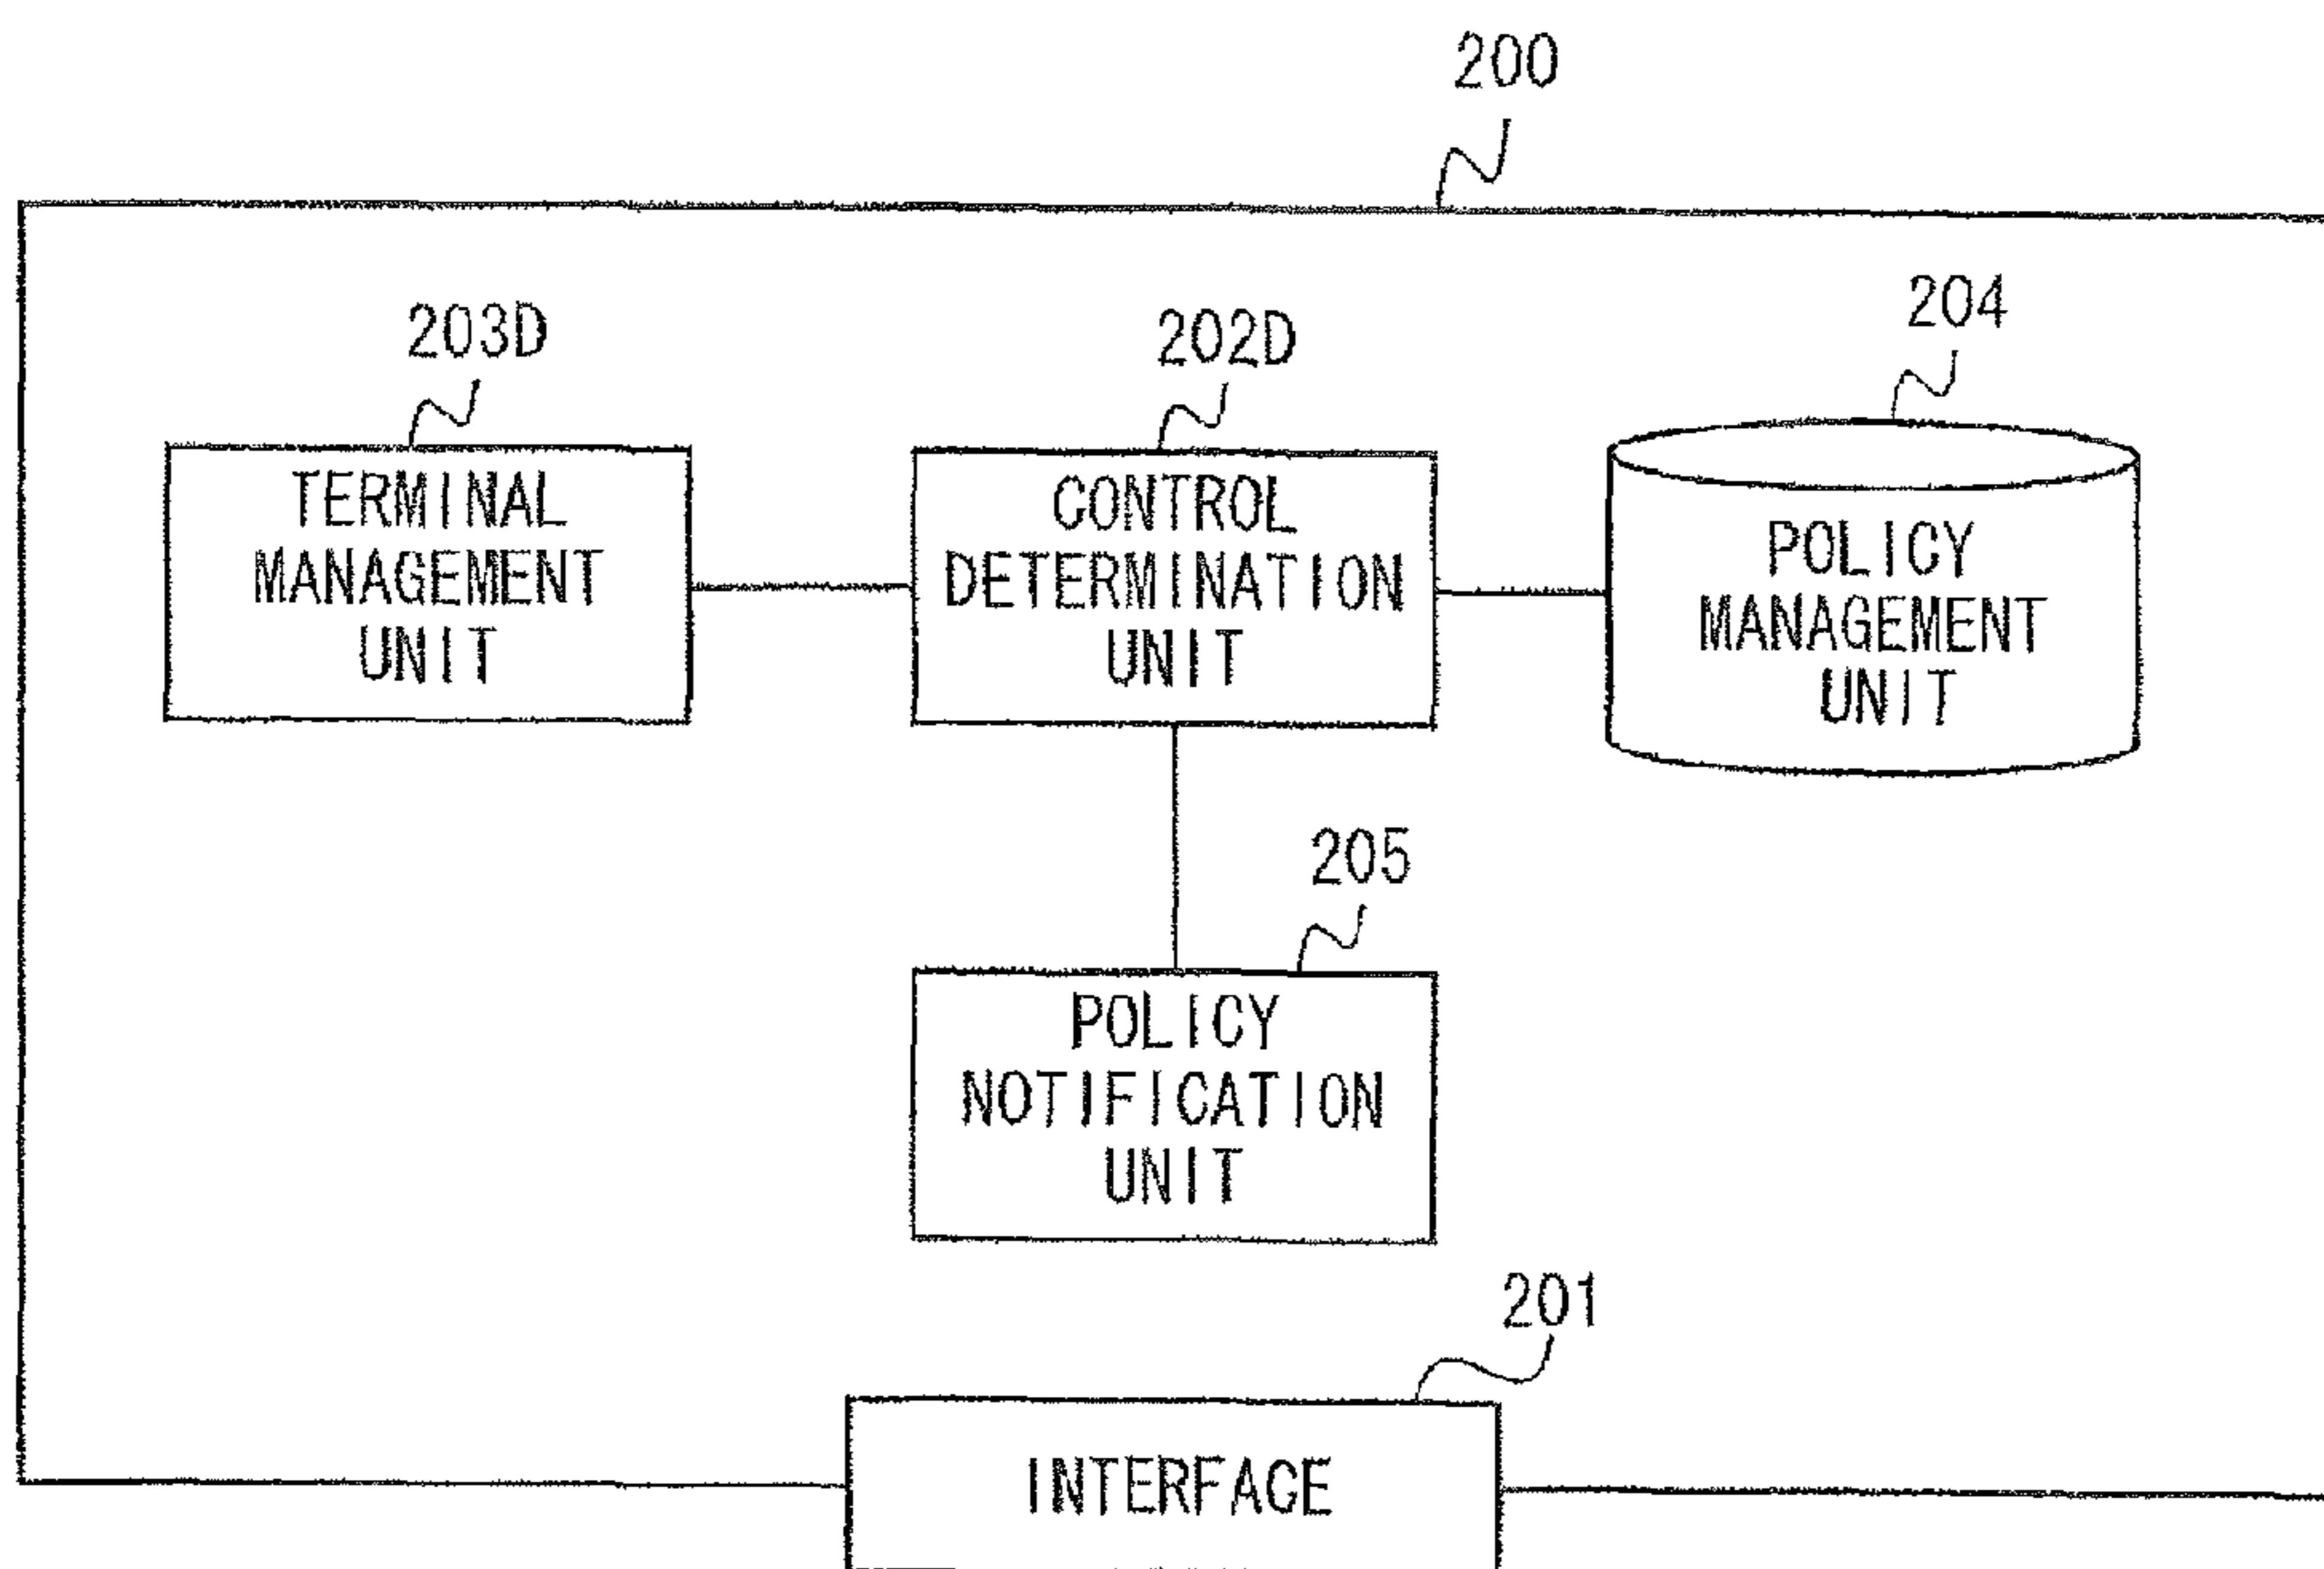 200
203D
202D
204
TERMINAL
MANAGEMENT
UNIT
CONTROL
DETERMINATION
UNIT
POLICY
MANAGEMENT
UNIT
205
POLICY
NOTIFICATION
UNIT
201
INTERFACE